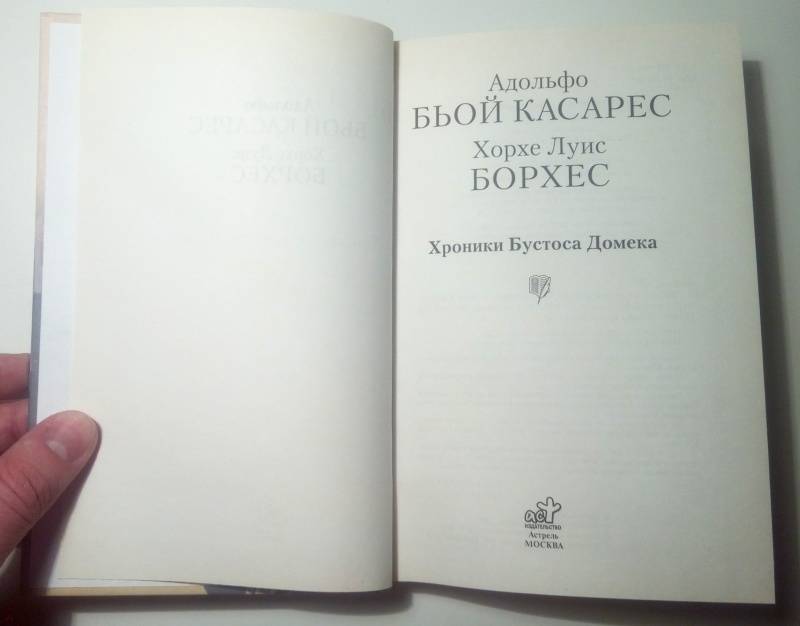 Адольфо
БЬОЙ КАСАРЕС
Хорхе Луис
БОРХЕС
Хроники Бустоса Домека
аст
ИЗДАТЕЛЬСТВО
Астрель
МОСКВА